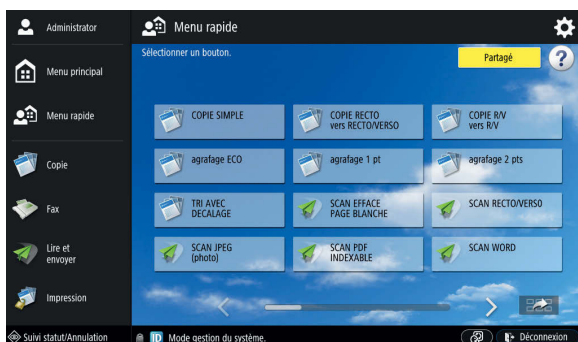 Administrator
Menu rapide
Menu principal
Menu rapide
Copie
Fax
Lire et
envoyer
Impression
Sélectionner un bouton.
Partagé
?
COPIE SIMPLE
COPIE RECTO
vers RECTO/VERSO
COPIE R/V
vers R/V
agrafage ECO
agrafage 1 pt
agrafage 2 pts
TRI AVEC
DECALAGE
SCAN EFFACE
PAGE BLANCHE
SCAN RECTO/VERSO
SCAN JPEG
(photo)
SCAN PDF
INDEXABLE
SCAN WORD
Suivi statut/Annulation
ID Mode gestion du système.
Déconnexion